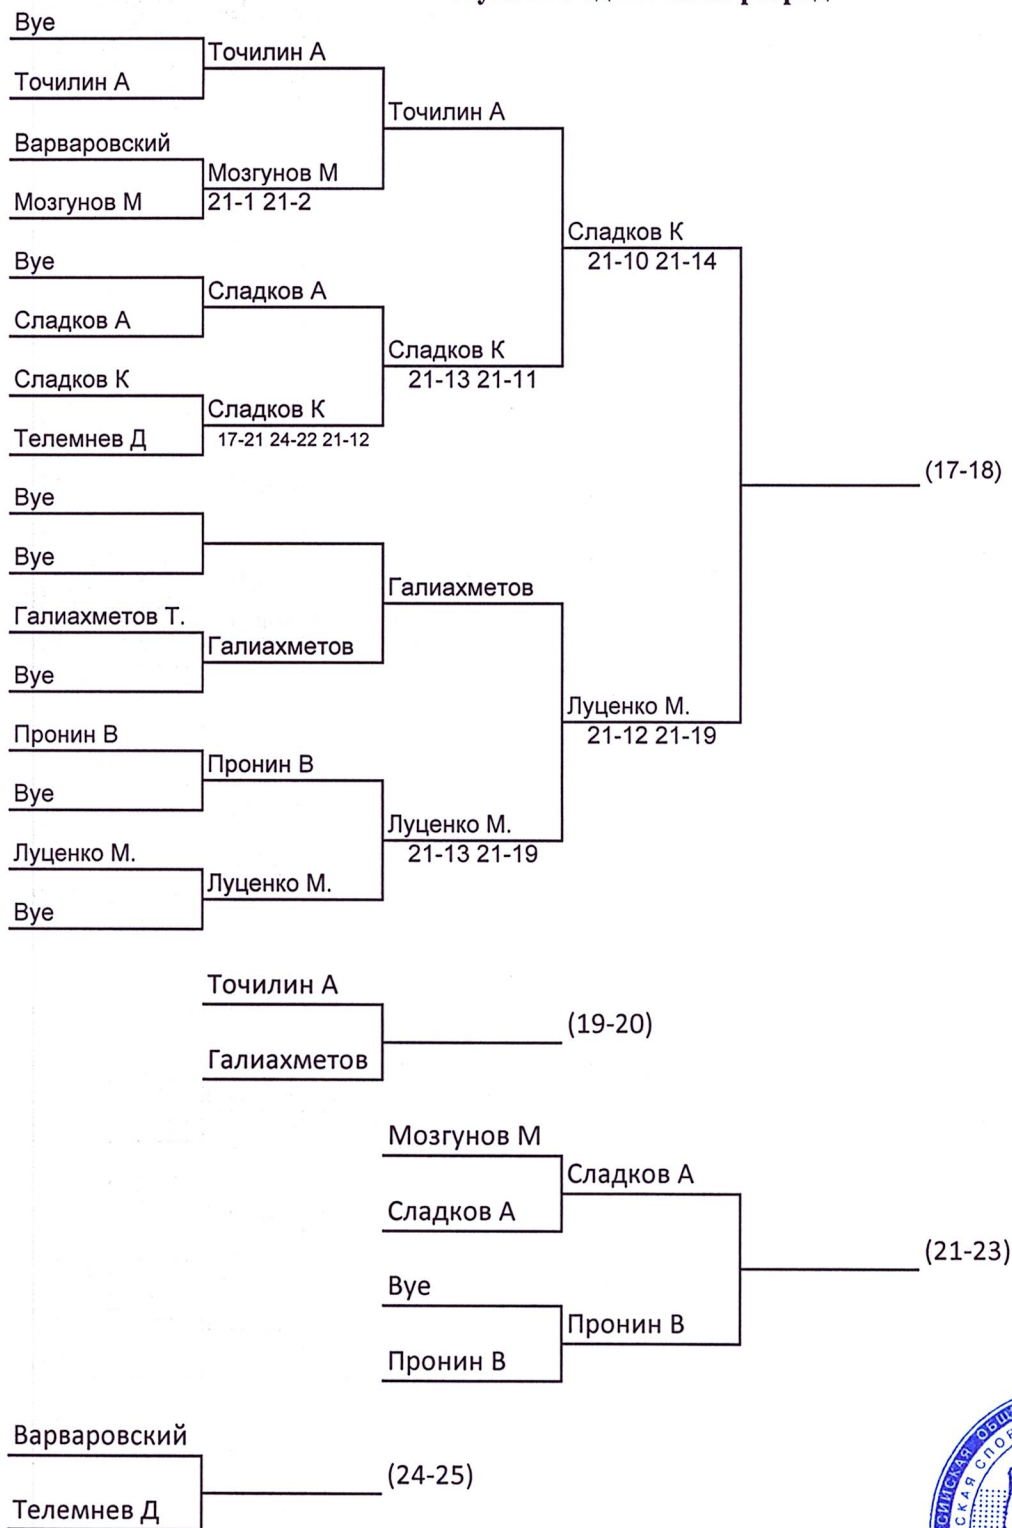 Bye
Точилин А
Точилин А
Точилин А
Варваровский
Мозгунов М
Мозгунов М
21-1 21-2
Сладков К
21-10 21-14
Bye
Сладков А
Сладков А
Сладков К
21-13 21-11
Сладков К
Сладков К
Телемнев Д
17-21 24-22 21-12
(17-18)
Bye
Bye
Галиахметов
Галиахметов Т.
Галиахметов
Bye
Луценко М.
21-12 21-19
Пронин В
Пронин В
Bye
Луценко М.
21-13 21-19
Луценко М.
Луценко М.
Bye
Точилин А
(19-20)
Галиахметов
Мозгунов М
Сладков А
Сладков А
(21-23)
Bye
Пронин В
Пронин В
Варваровский
(24-25)
Телемнев Д